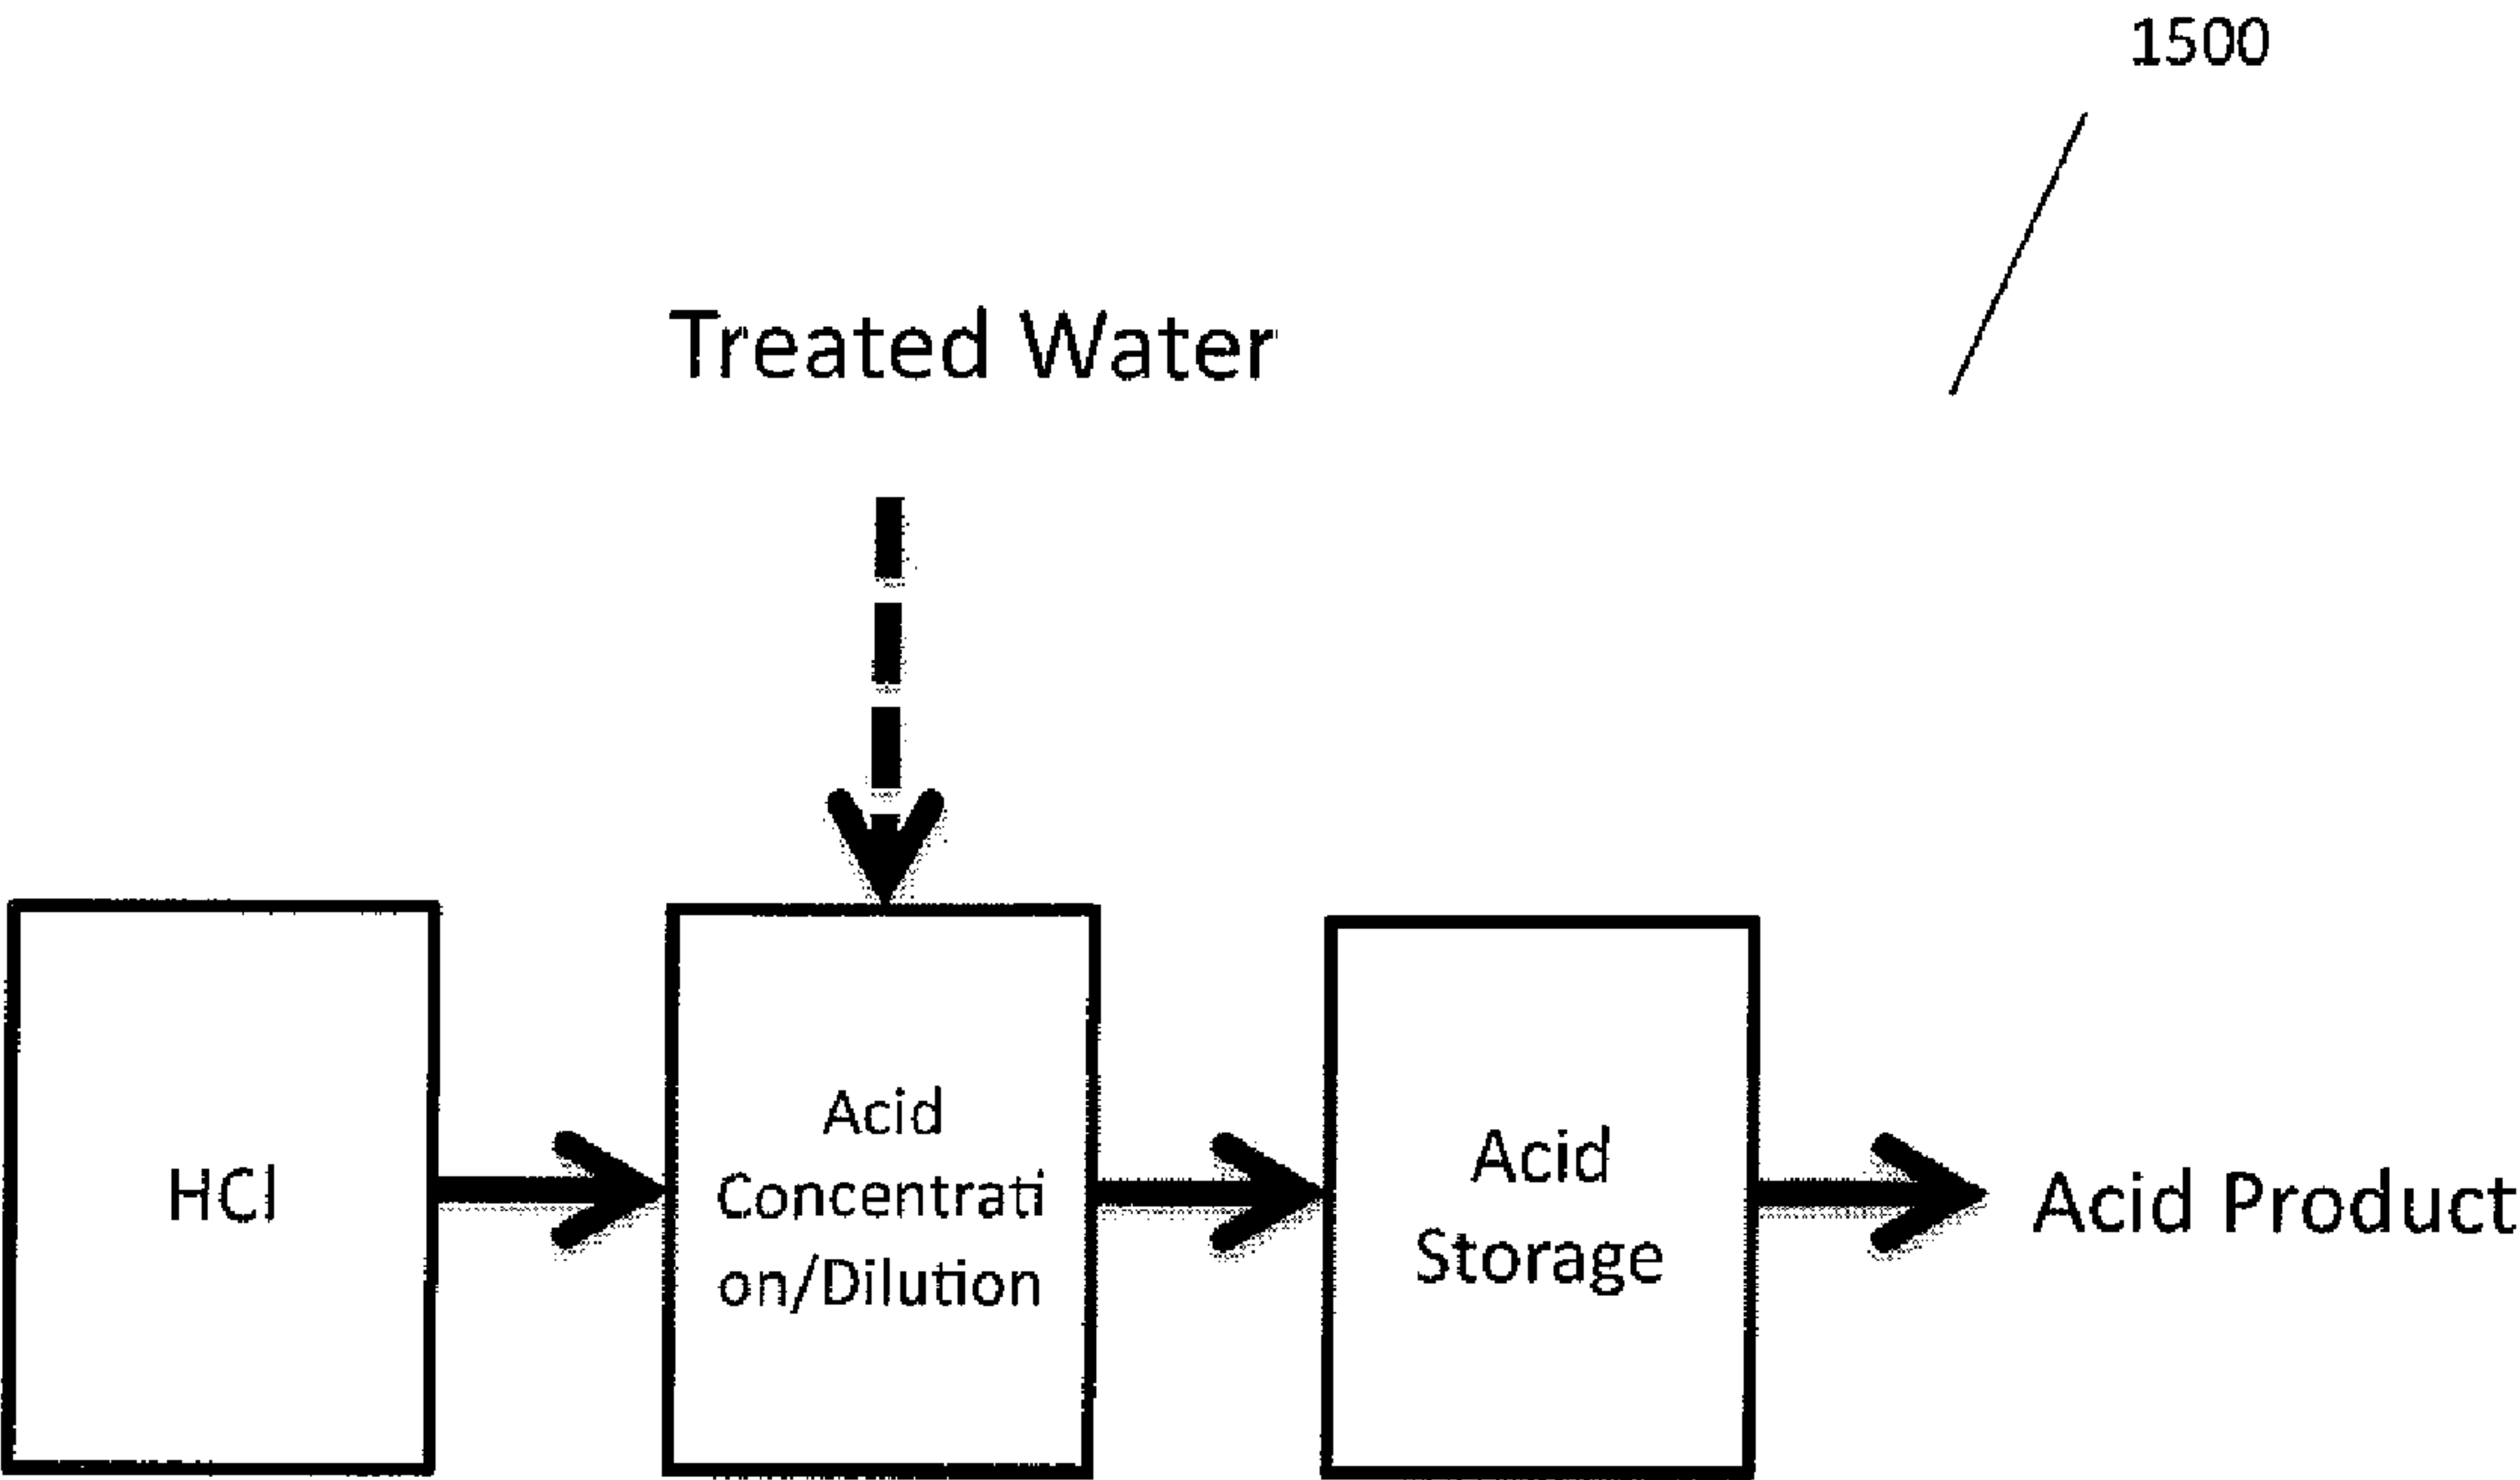 1500
Treated Water
HCl
Acid
Concentrati
on/Dilution
Acid
Storage
Acid Product